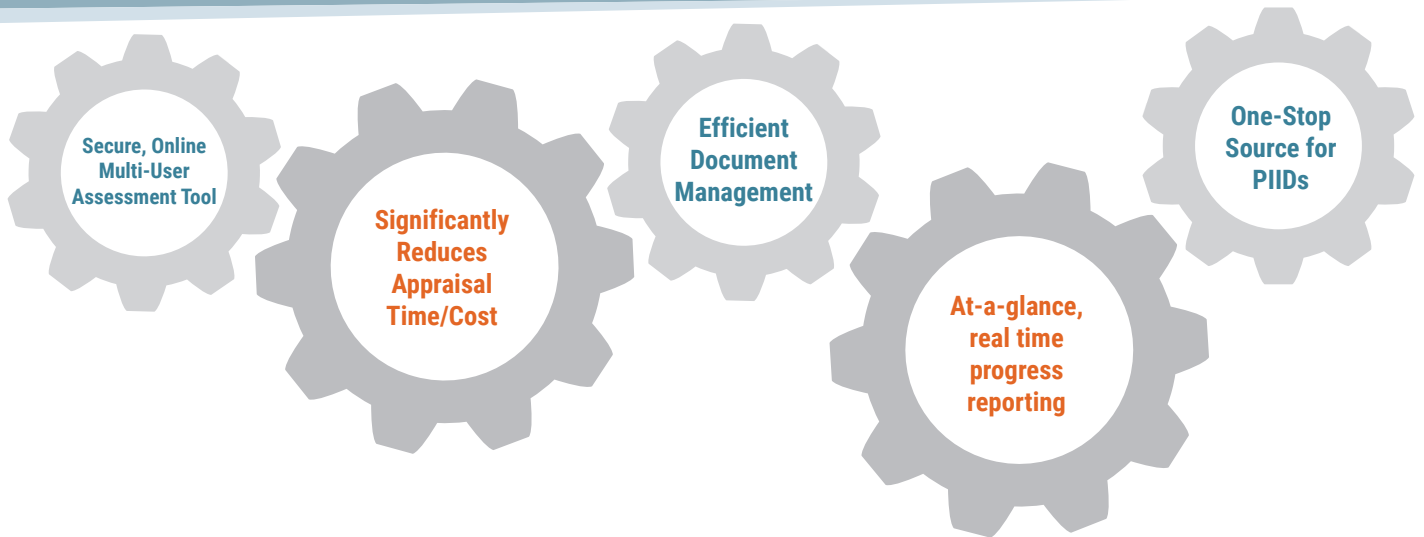 Secure, Online
Multi-User
Assessment Tool
Significantly
Reduces
Appraisal
Time/Cost
Efficient
Document
Management
At-a-glance,
real time
progress
reporting
One-Stop
Source for
PIIDs